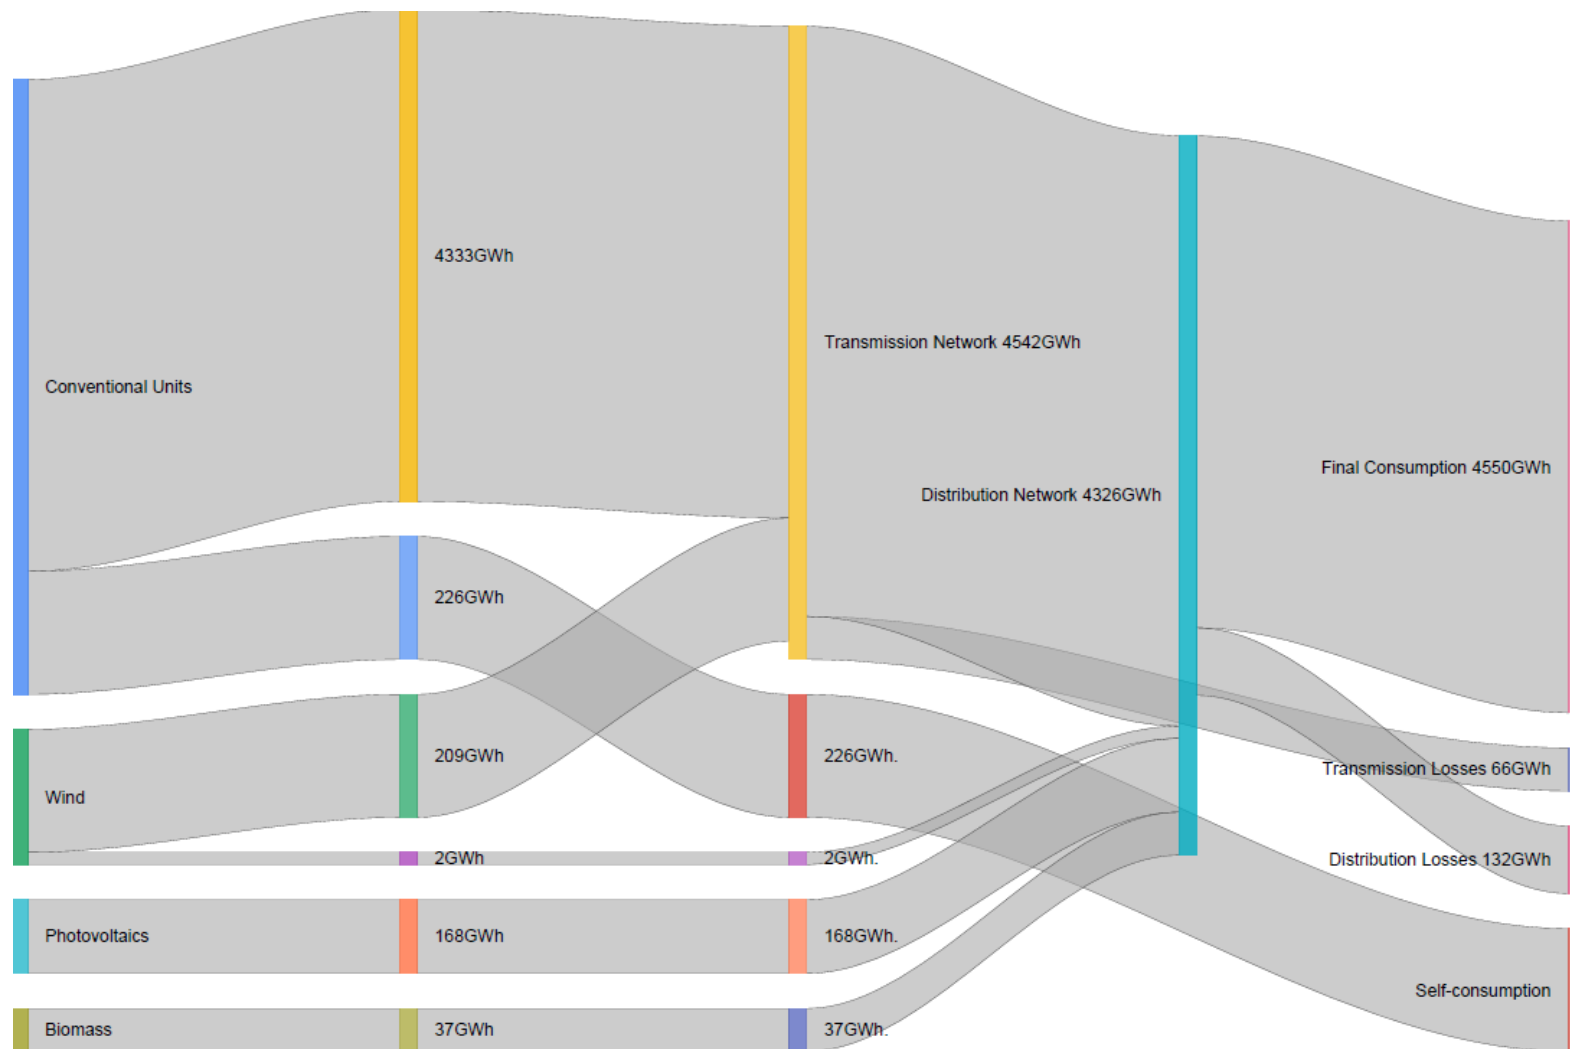 4333GWh
Transmission Network 4542GWh
Conventional Units
Final Consumption 4550GWh
Distribution Network 4326GWh
226GWh
209GWh
226GWh.
Transmission Losses 66GWh
Wind
2GWh
2GWh.
Distribution Losses 132GWh
Photovoltaics
168GWh
168GWh.
Self-consumption
Biomass
37GWh
37GWh.